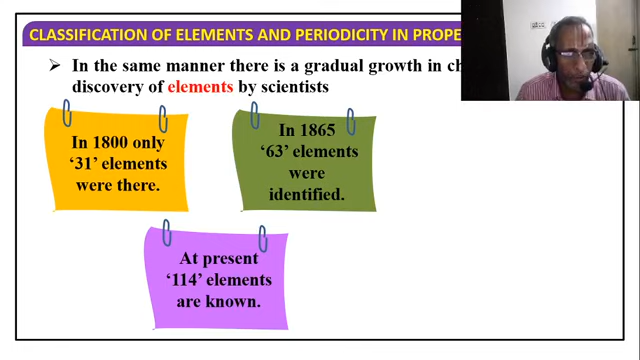 CLASSIFICATION OF ELEMENTS AND PERIODICITY IN
➢ In the same manner there is a gradual growth in
discovery of elements by scientists
In 1800 only
‘31’ elements
were there.
In 1865
‘63’ elements
were
identified.
At present
‘114’ elements
are known.